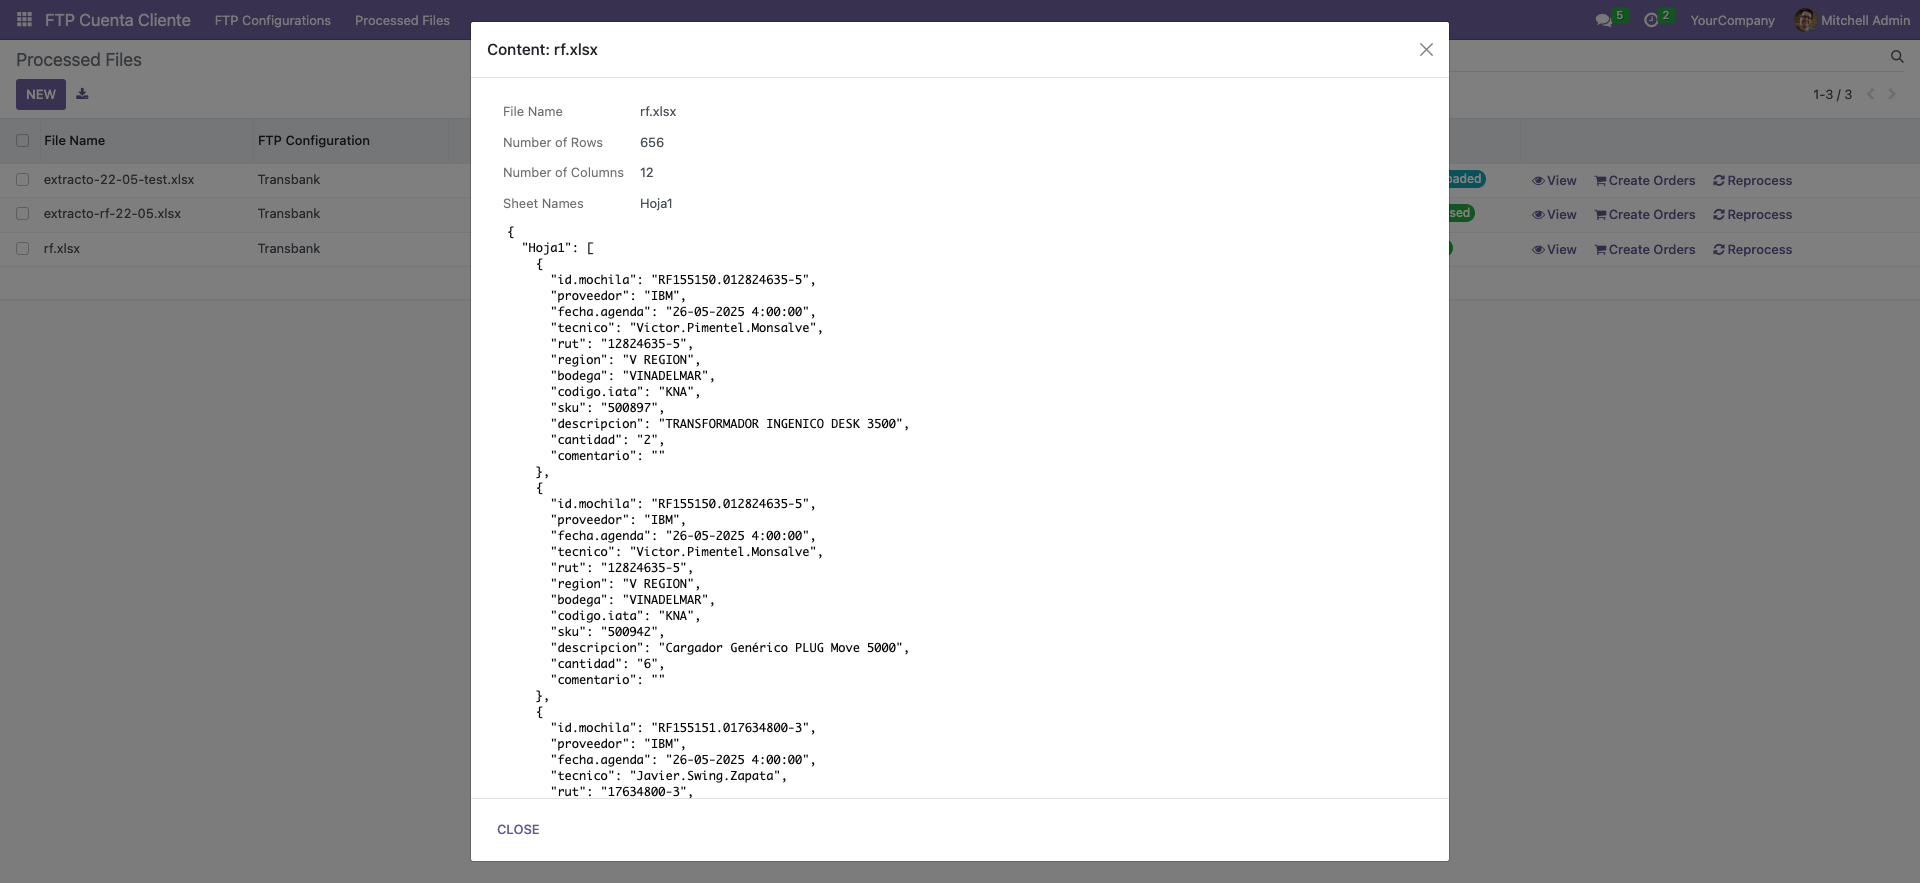 FTP Cuenta Cliente FTP Configurations Processed Files 5 2 YourCompany Mitchell Admin
Processed Files
NEW
1-3 / 3
File Name FTP Configuration
extracto-22-05-test.xlsx Transbank View Create Orders Reprocess
extracto-rf-22-05.xlsx Transbank View Create Orders Reprocess
rf.xlsx Transbank View Create Orders Reprocess
Content: rf.xlsx
File Name rf.xlsx
Number of Rows 656
Number of Columns 12
Sheet Names Hoja1
{
"Hoja1": [
{
"id.mochila": "RF155150.012824635-5",
"proveedor": "IBM",
"fecha.agenda": "26-05-2025 4:00:00",
"tecnico": "Victor.Pimentel.Monsalve",
"rut": "12824635-5",
"region": "V REGION",
"bodega": "VINADELMAR",
"codigo.iata": "KNA",
"sku": "500897",
"descripcion": "TRANSFORMADOR INGENICO DESK 3500",
"cantidad": "2",
"comentario": ""
},
{
"id.mochila": "RF155150.012824635-5",
"proveedor": "IBM",
"fecha.agenda": "26-05-2025 4:00:00",
"tecnico": "Victor.Pimentel.Monsalve",
"rut": "12824635-5",
"region": "V REGION",
"bodega": "VINADELMAR",
"codigo.iata": "KNA",
"sku": "500942",
"descripcion": "Cargador Genérico PLUG Move 5000",
"cantidad": "6",
"comentario": ""
},
{
"id.mochila": "RF155151.017634800-3",
"proveedor": "IBM",
"fecha.agenda": "26-05-2025 4:00:00",
"tecnico": "Javier.Swing.Zapata",
"rut": "17634800-3",
CLOSE